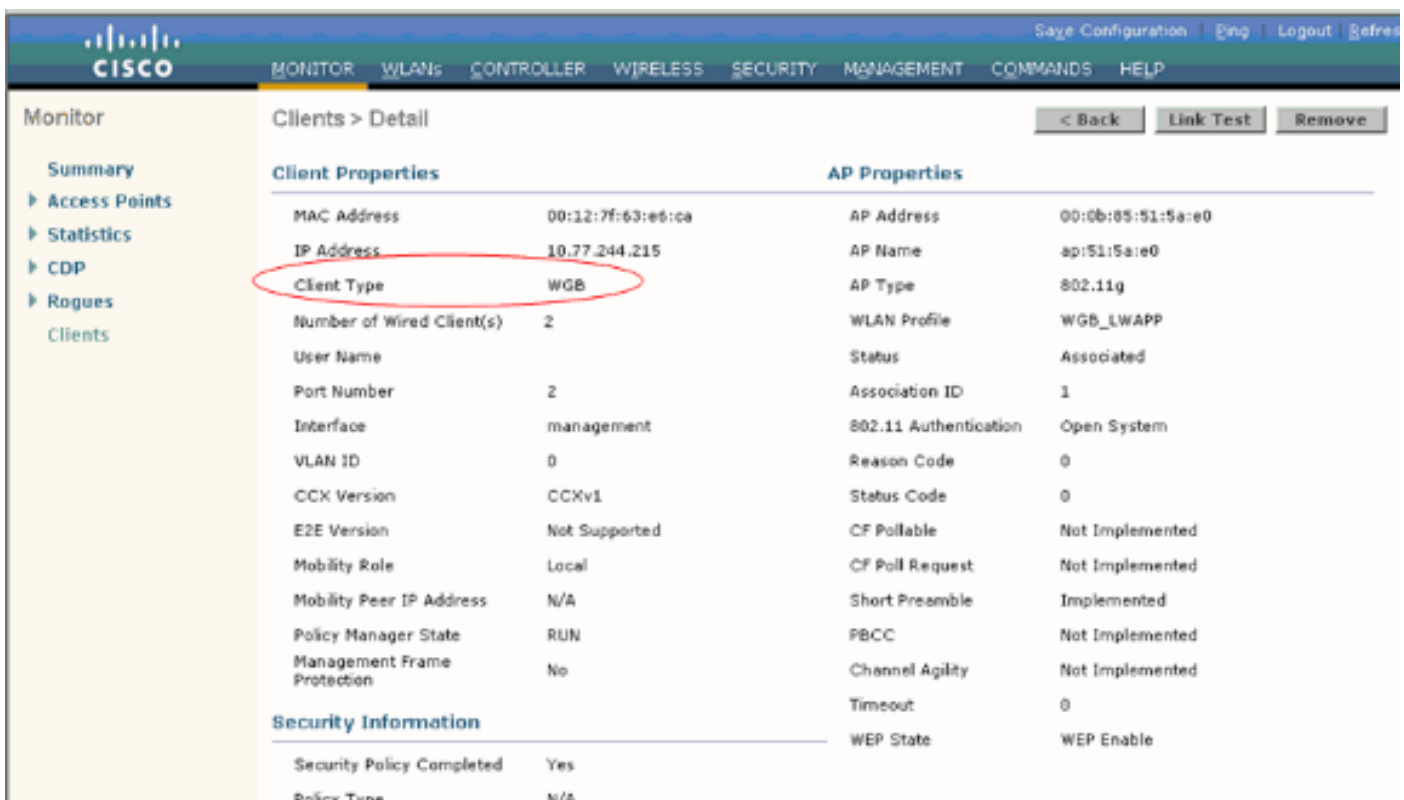 Save Configuration | Ping | Logout | Refres
CISCO
MONITOR WLANs CONTROLLER WIRELESS SECURITY MANAGEMENT COMMANDS HELP
Monitor
Summary
Access Points
Statistics
CDP
Rogues
Clients
Clients > Detail
< Back Link Test Remove
Client Properties
MAC Address 00:12:7f:63:e6:ca
IP Address 10.77.244.215
Client Type WGB
Number of Wired Client(s) 2
User Name
Port Number 2
Interface management
VLAN ID 0
CCX Version CCXv1
E2E Version Not Supported
Mobility Role Local
Mobility Peer IP Address N/A
Policy Manager State RUN
Management Frame
Protection No
Security Information
Security Policy Completed Yes
Policy Type N/A
AP Properties
AP Address 00:0b:85:51:5a:e0
AP Name ap:51:5a:e0
AP Type 802.11g
WLAN Profile WGB_LWAPP
Status Associated
Association ID 1
802.11 Authentication Open System
Reason Code 0
Status Code 0
CF Pollable Not Implemented
CF Poll Request Not Implemented
Short Preamble Implemented
PBCC Not Implemented
Channel Agility Not Implemented
Timeout 0
WEP State WEP Enable